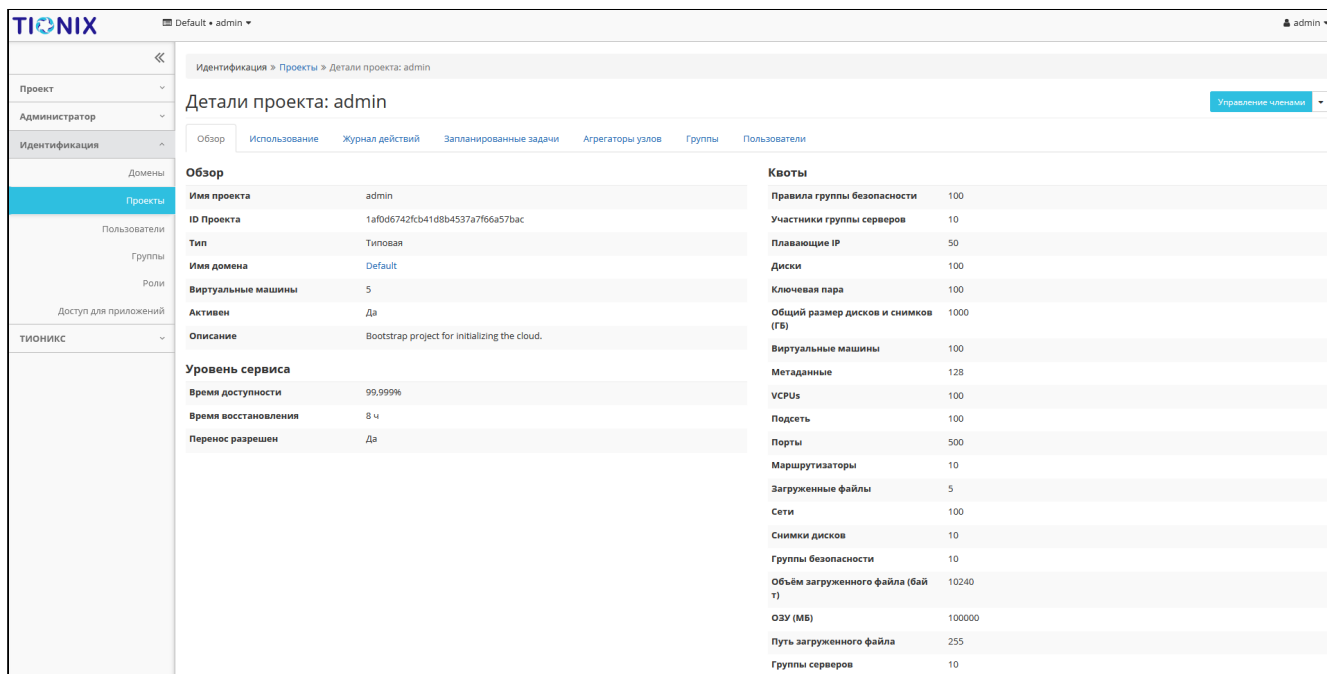 TIONIX
Default • admin
admin
Идентификация » Проекты » Детали проекта: admin
Проект
Администратор
Идентификация
Домены
Проекты
Пользователи
Группы
Роли
Доступ для приложений
ТИОНИКС
Детали проекта: admin
Управление членами
Обзор Использование Журнал действий Запланированные задачи Агрегаторы узлов Группы Пользователи
Обзор
Имя проекта admin
ID Проекта 1af0d6742fcb41d8b4537a7f66a57bac
Тип Типовая
Имя домена Default
Виртуальные машины 5
Активен Да
Описание Bootstrap project for initializing the cloud.
Уровень сервиса
Время доступности 99,999%
Время восстановления 8 ч
Перенос разрешен Да
Квоты
Правила группы безопасности 100
Участники группы серверов 10
Плавающие IP 50
Диски 100
Ключевая пара 100
Общий размер дисков и снимков 1000
(ГБ)
Виртуальные машины 100
Метаданные 128
VCPUs 100
Подсеть 100
Порты 500
Маршрутизаторы 10
Загруженные файлы 5
Сети 100
Снимки дисков 10
Группы безопасности 10
Объём загруженного файла (бай 10240
т)
ОЗУ (МБ) 100000
Путь загруженного файла 255
Группы серверов 10